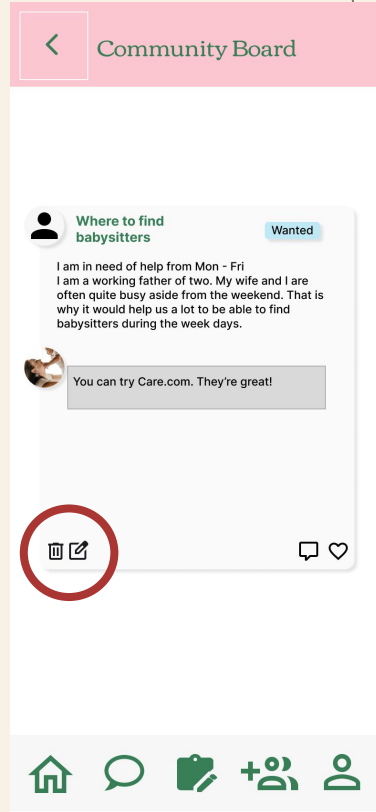 Community Board
Where to find
babysitters
Wanted
I am in need of help from Mon - Fri
I am a working father of two. My wife and I are
often quite busy aside from the weekend. That is
why it would help us a lot to be able to find
babysitters during the week days.
You can try Care.com. They're great!